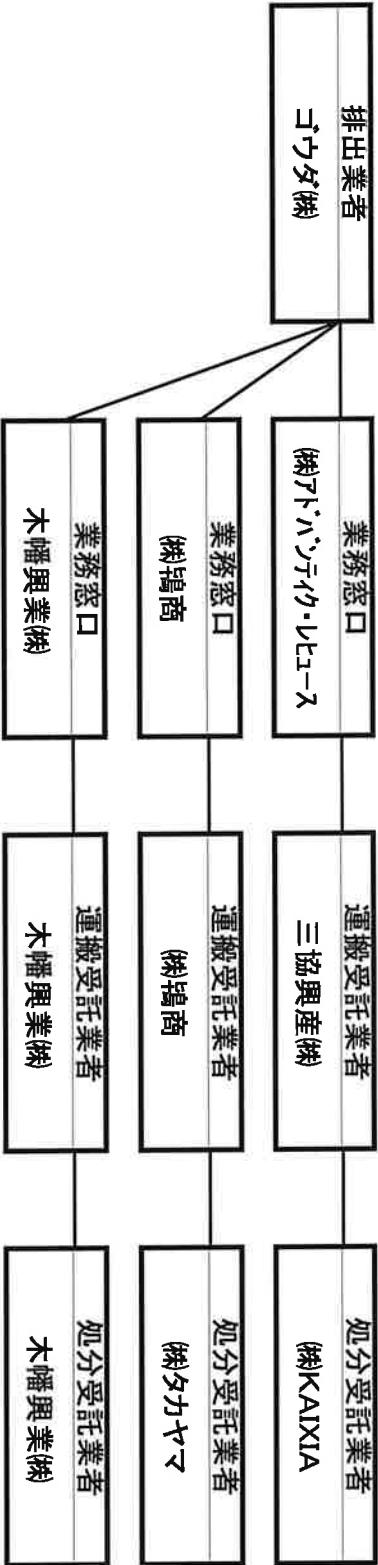 排出業者
ゴウダ㈱
業務窓口
㈱アドバンティク・レヒュース
運搬受託業者
三協興産㈱
処分受託業者
㈱KAIXIA
業務窓口
㈱鴇商
運搬受託業者
㈱鴇商
処分受託業者
㈱タカヤマ
業務窓口
木幡興業㈱
運搬受託業者
木幡興業㈱
処分受託業者
木幡興業㈱